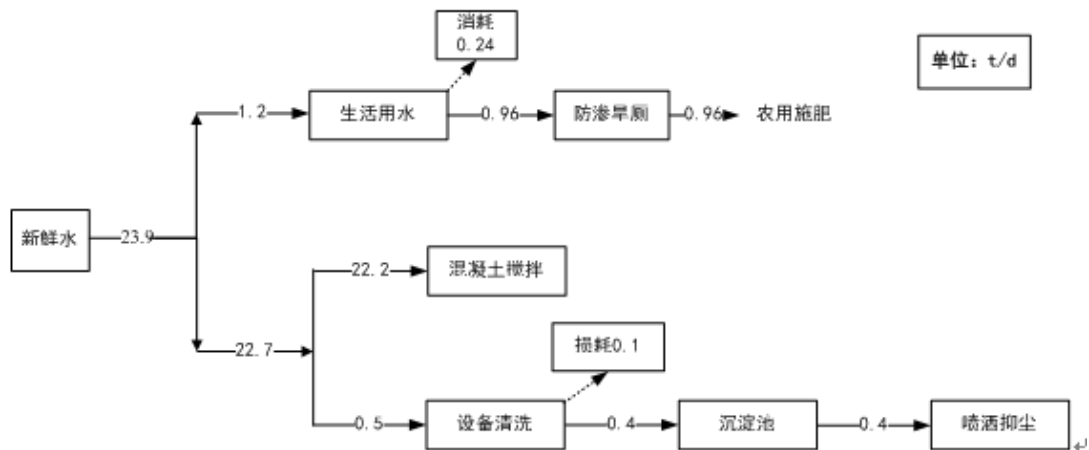 消耗
0.24
单位：t/d
1.2
生活用水
0.96
防渗旱厕
0.96
农用施肥
新鲜水
23.9
22.2
混凝土搅拌
22.7
损耗0.1
0.5
设备清洗
0.4
沉淀池
0.4
喷洒抑尘